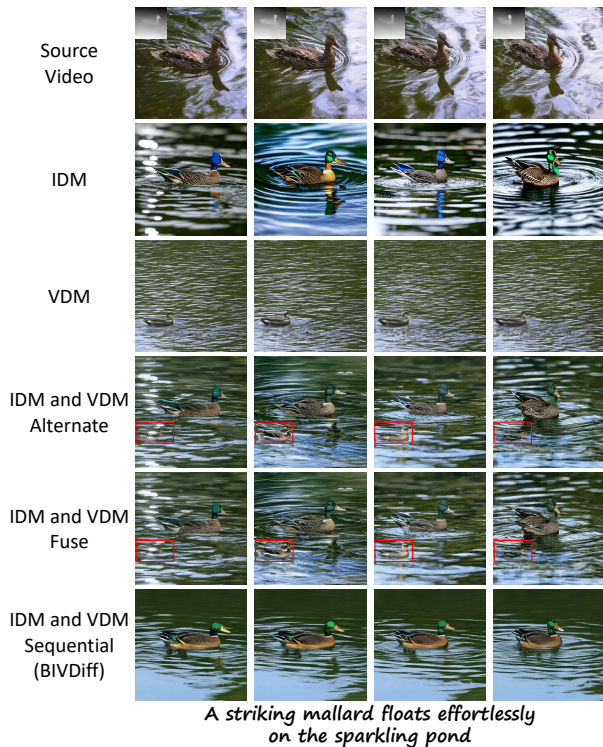 Source
Video
IDM
VDM
IDM and VDM
Alternate
IDM and VDM
Fuse
IDM and VDM
Sequential
(BIVDiff)
A striking mallard floats effortlessly
on the sparkling pond